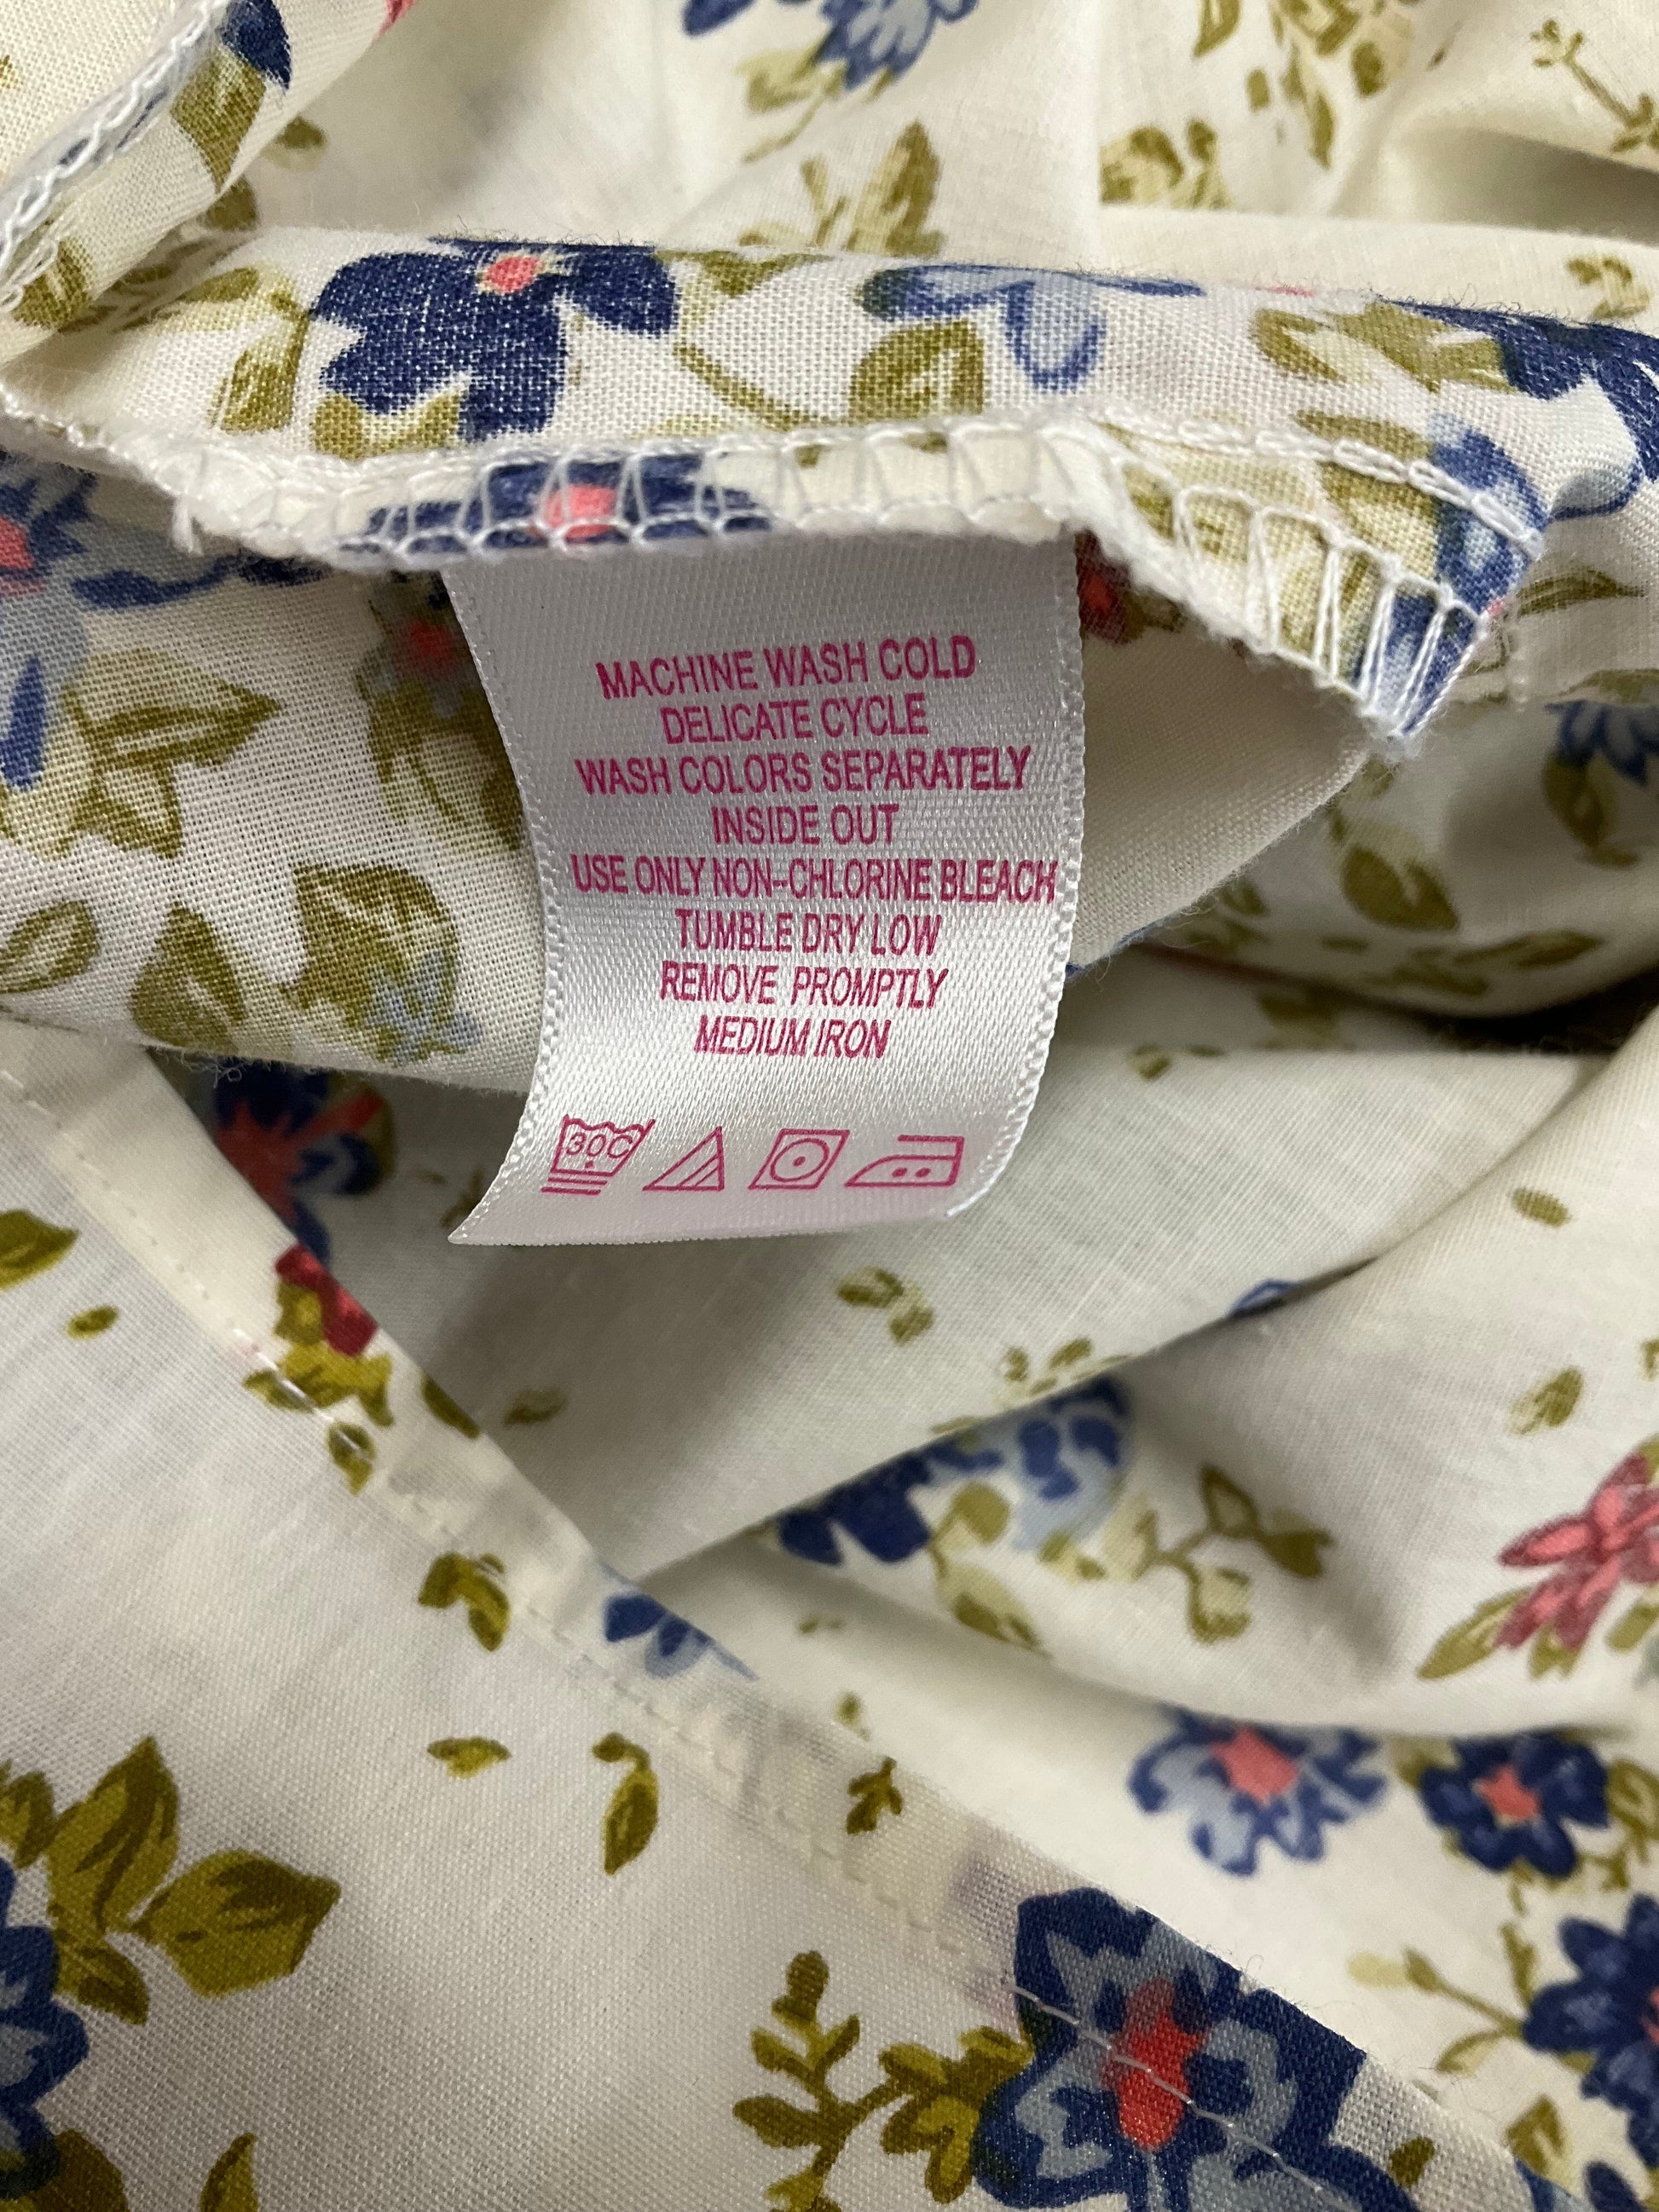 MACHINE WASH COLD
DELICATE CYCLE
WASH COLORS SEPARATELY
INSIDE OUT
USE ONLY NON-CHLORINE BLEACH
TUMBLE DRY LOW
REMOVE PROMPTLY
MEDIUM IRON
30C